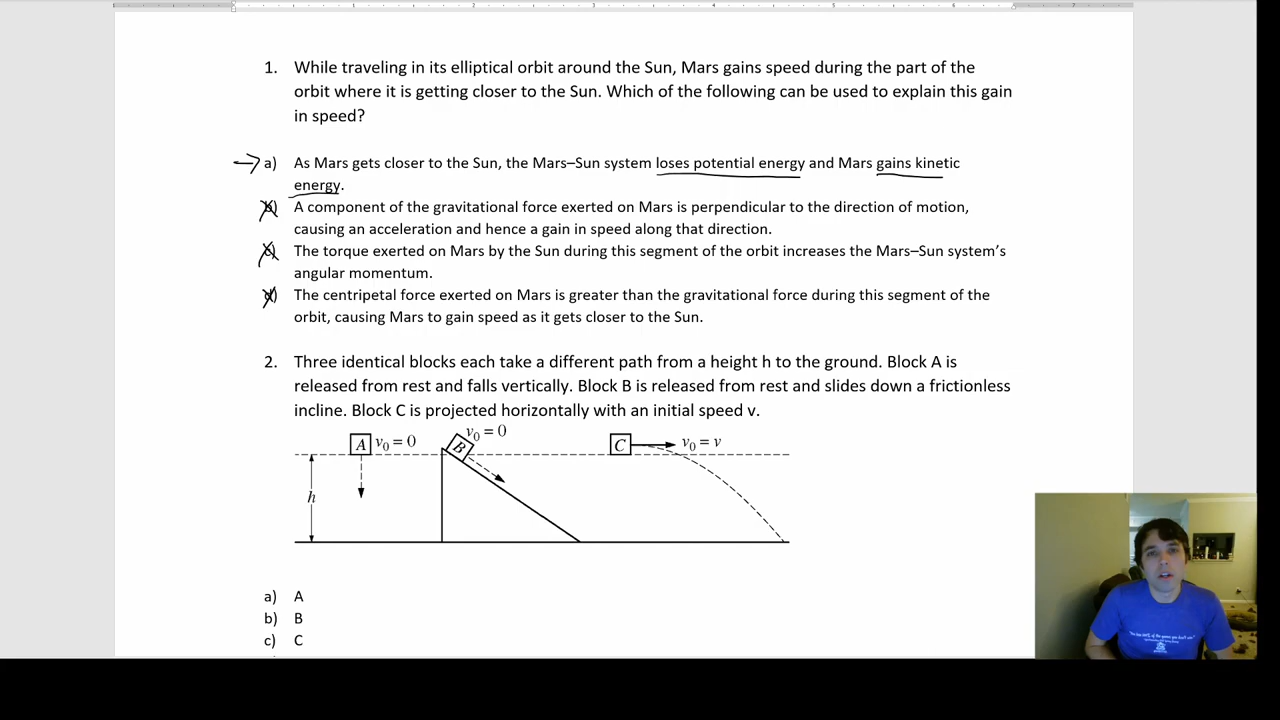 1. While traveling in its elliptical orbit around the Sun, Mars gains speed during the part of the
orbit where it is getting closer to the Sun. Which of the following can be used to explain this gain
in speed?
a) As Mars gets closer to the Sun, the Mars–Sun system loses potential energy and Mars gains kinetic
energy.
b) A component of the gravitational force exerted on Mars is perpendicular to the direction of motion,
causing an acceleration and hence a gain in speed along that direction.
c) The torque exerted on Mars by the Sun during this segment of the orbit increases the Mars–Sun system's
angular momentum.
d) The centripetal force exerted on Mars is greater than the gravitational force during this segment of the
orbit, causing Mars to gain speed as it gets closer to the Sun.
2. Three identical blocks each take a different path from a height h to the ground. Block A is
released from rest and falls vertically. Block B is released from rest and slides down a frictionless
incline. Block C is projected horizontally with an initial speed v.
A v₀ = 0
B v₀ = 0
C v₀ = v
h
a) A
b) B
c) C